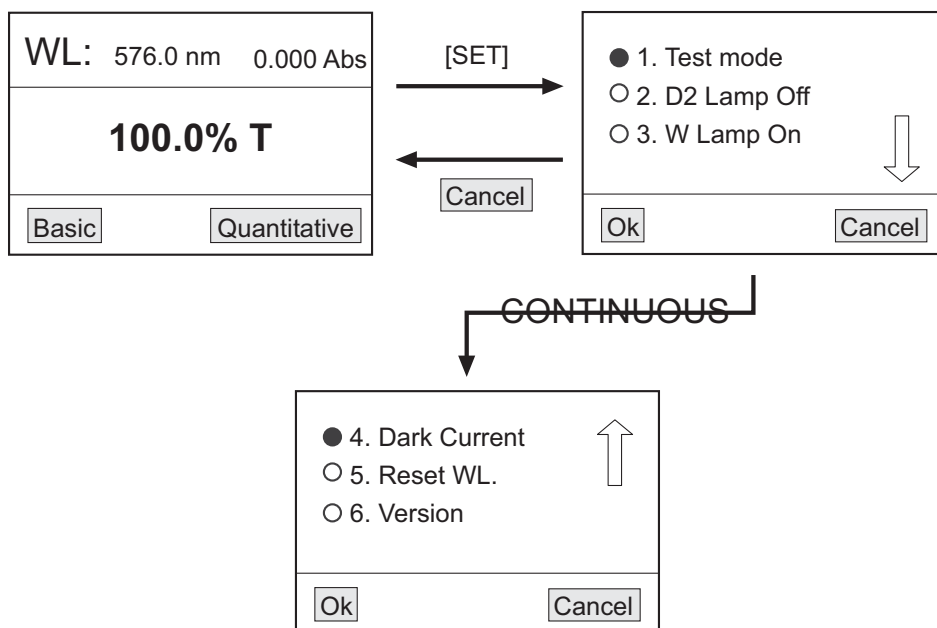 WL: 576.0 nm 0.000 Abs
100.0% T
Basic Quantitative
[SET]
Cancel
1. Test mode
2. D2 Lamp Off
3. W Lamp On
Ok Cancel
CONTINUOUS
4. Dark Current
5. Reset WL.
6. Version
Ok Cancel